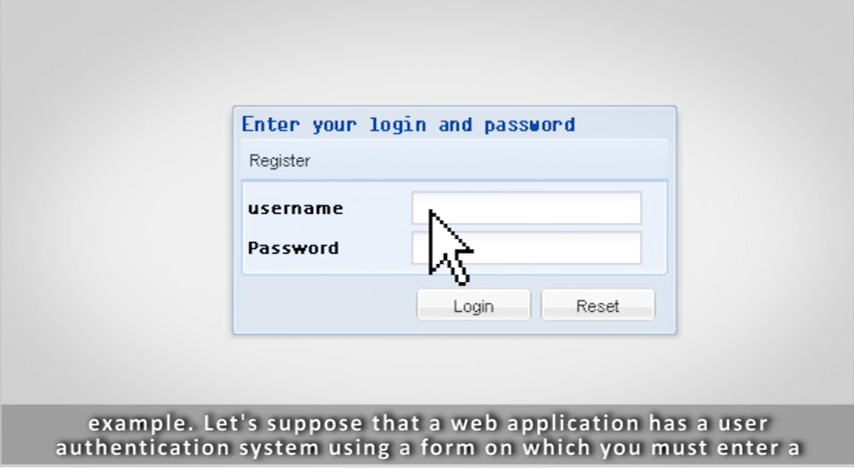 Enter your login and password
Register
username
Password
Login Reset
example. Let's suppose that a web application has a user
authentication system using a form on which you must enter a